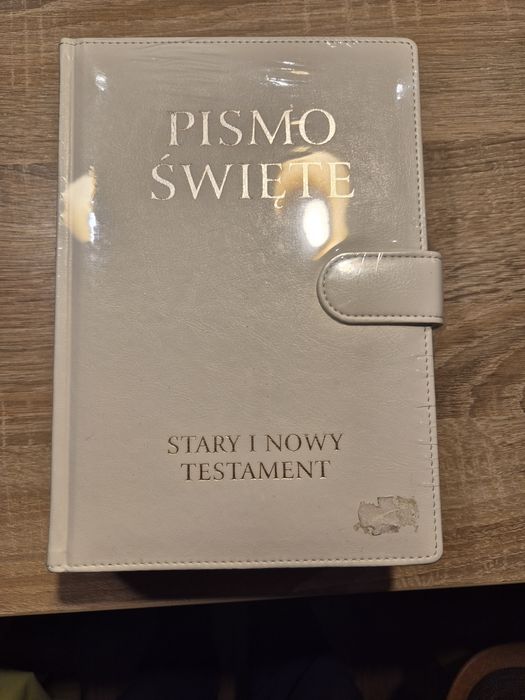 PISMO
ŚWIĘTE
STARY I NOWY
TESTAMENT